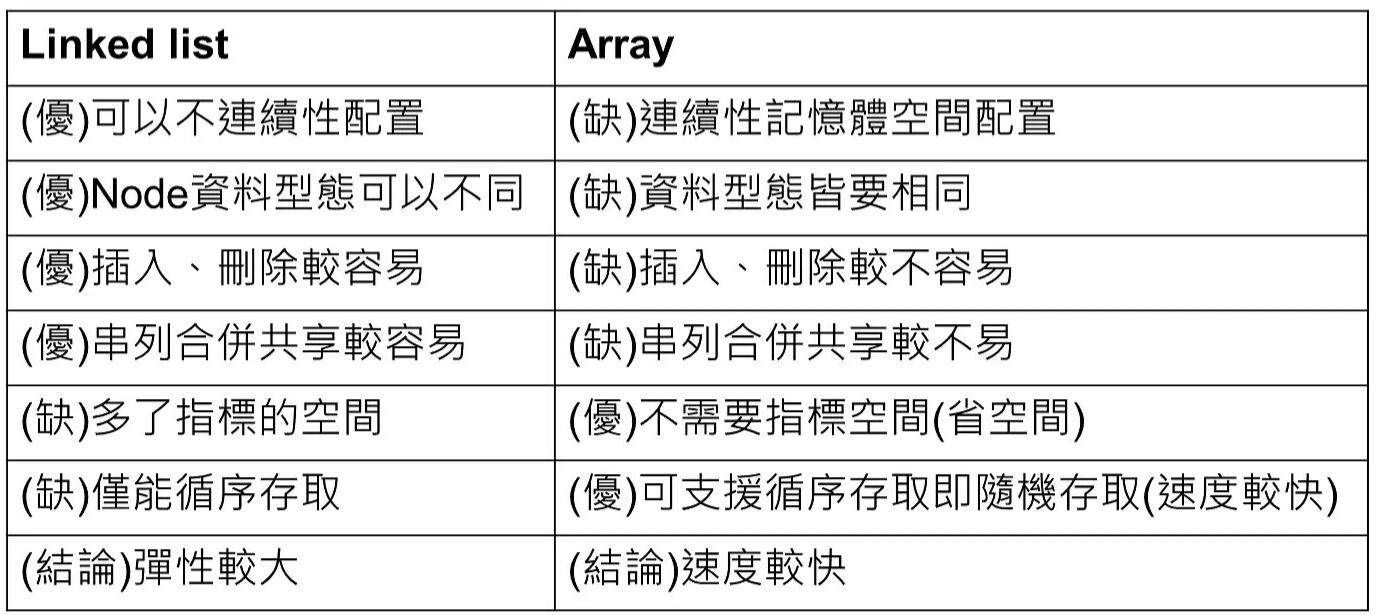 Linked list
Array
(優)可以不連續性配置
(缺)連續性記憶體空間配置
(優)Node資料型態可以不同
(缺)資料型態皆要相同
(優)插入、刪除較容易
(缺)插入、刪除較不容易
(優)串列合併共享較容易
(缺)串列合併共享較不易
(缺)多了指標的空間
(優)不需要指標空間(省空間)
(缺)僅能循序存取
(優)可支援循序存取即隨機存取(速度較快)
(結論)彈性較大
(結論)速度較快